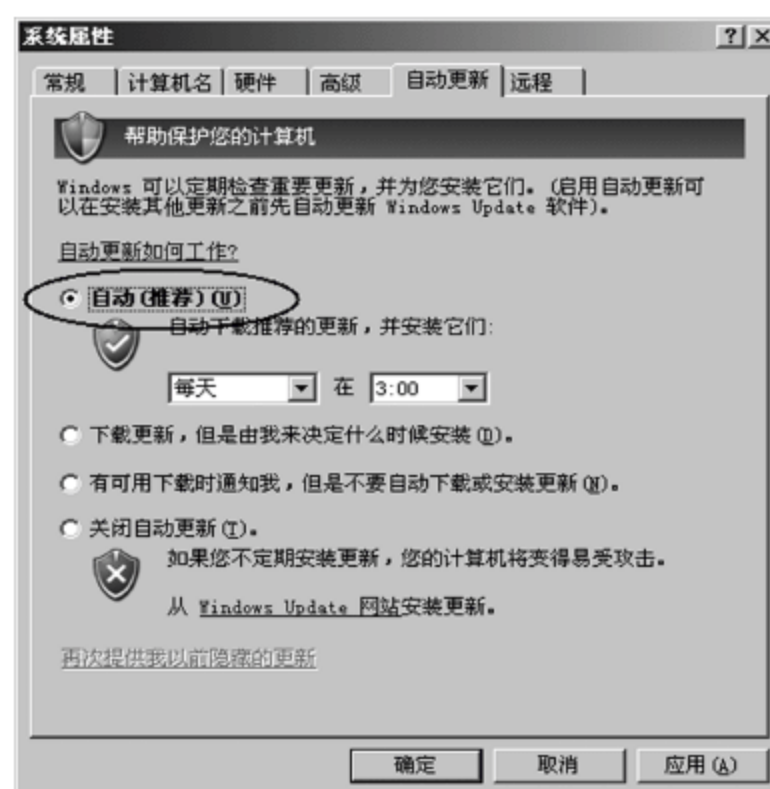 系统属性
常规 计算机名 硬件 高级 自动更新 远程
帮助保护您的计算机
Windows 可以定期检查重要更新，并为您安装它们。(启用自动更新可
以在安装其他更新之前先自动更新 Windows Update 软件)。
自动更新如何工作?
自动(推荐)(U)
自动下载推荐的更新，并安装它们:
每天 在 3:00
下载更新，但是由我来决定什么时候安装(D)。
有可用下载时通知我，但是不要自动下载或安装更新(N)。
关闭自动更新(T)。
如果您不定期安装更新，您的计算机将变得易受攻击。
从 Windows Update 网站安装更新。
再次提供我以前隐藏的更新
确定 取消 应用(A)